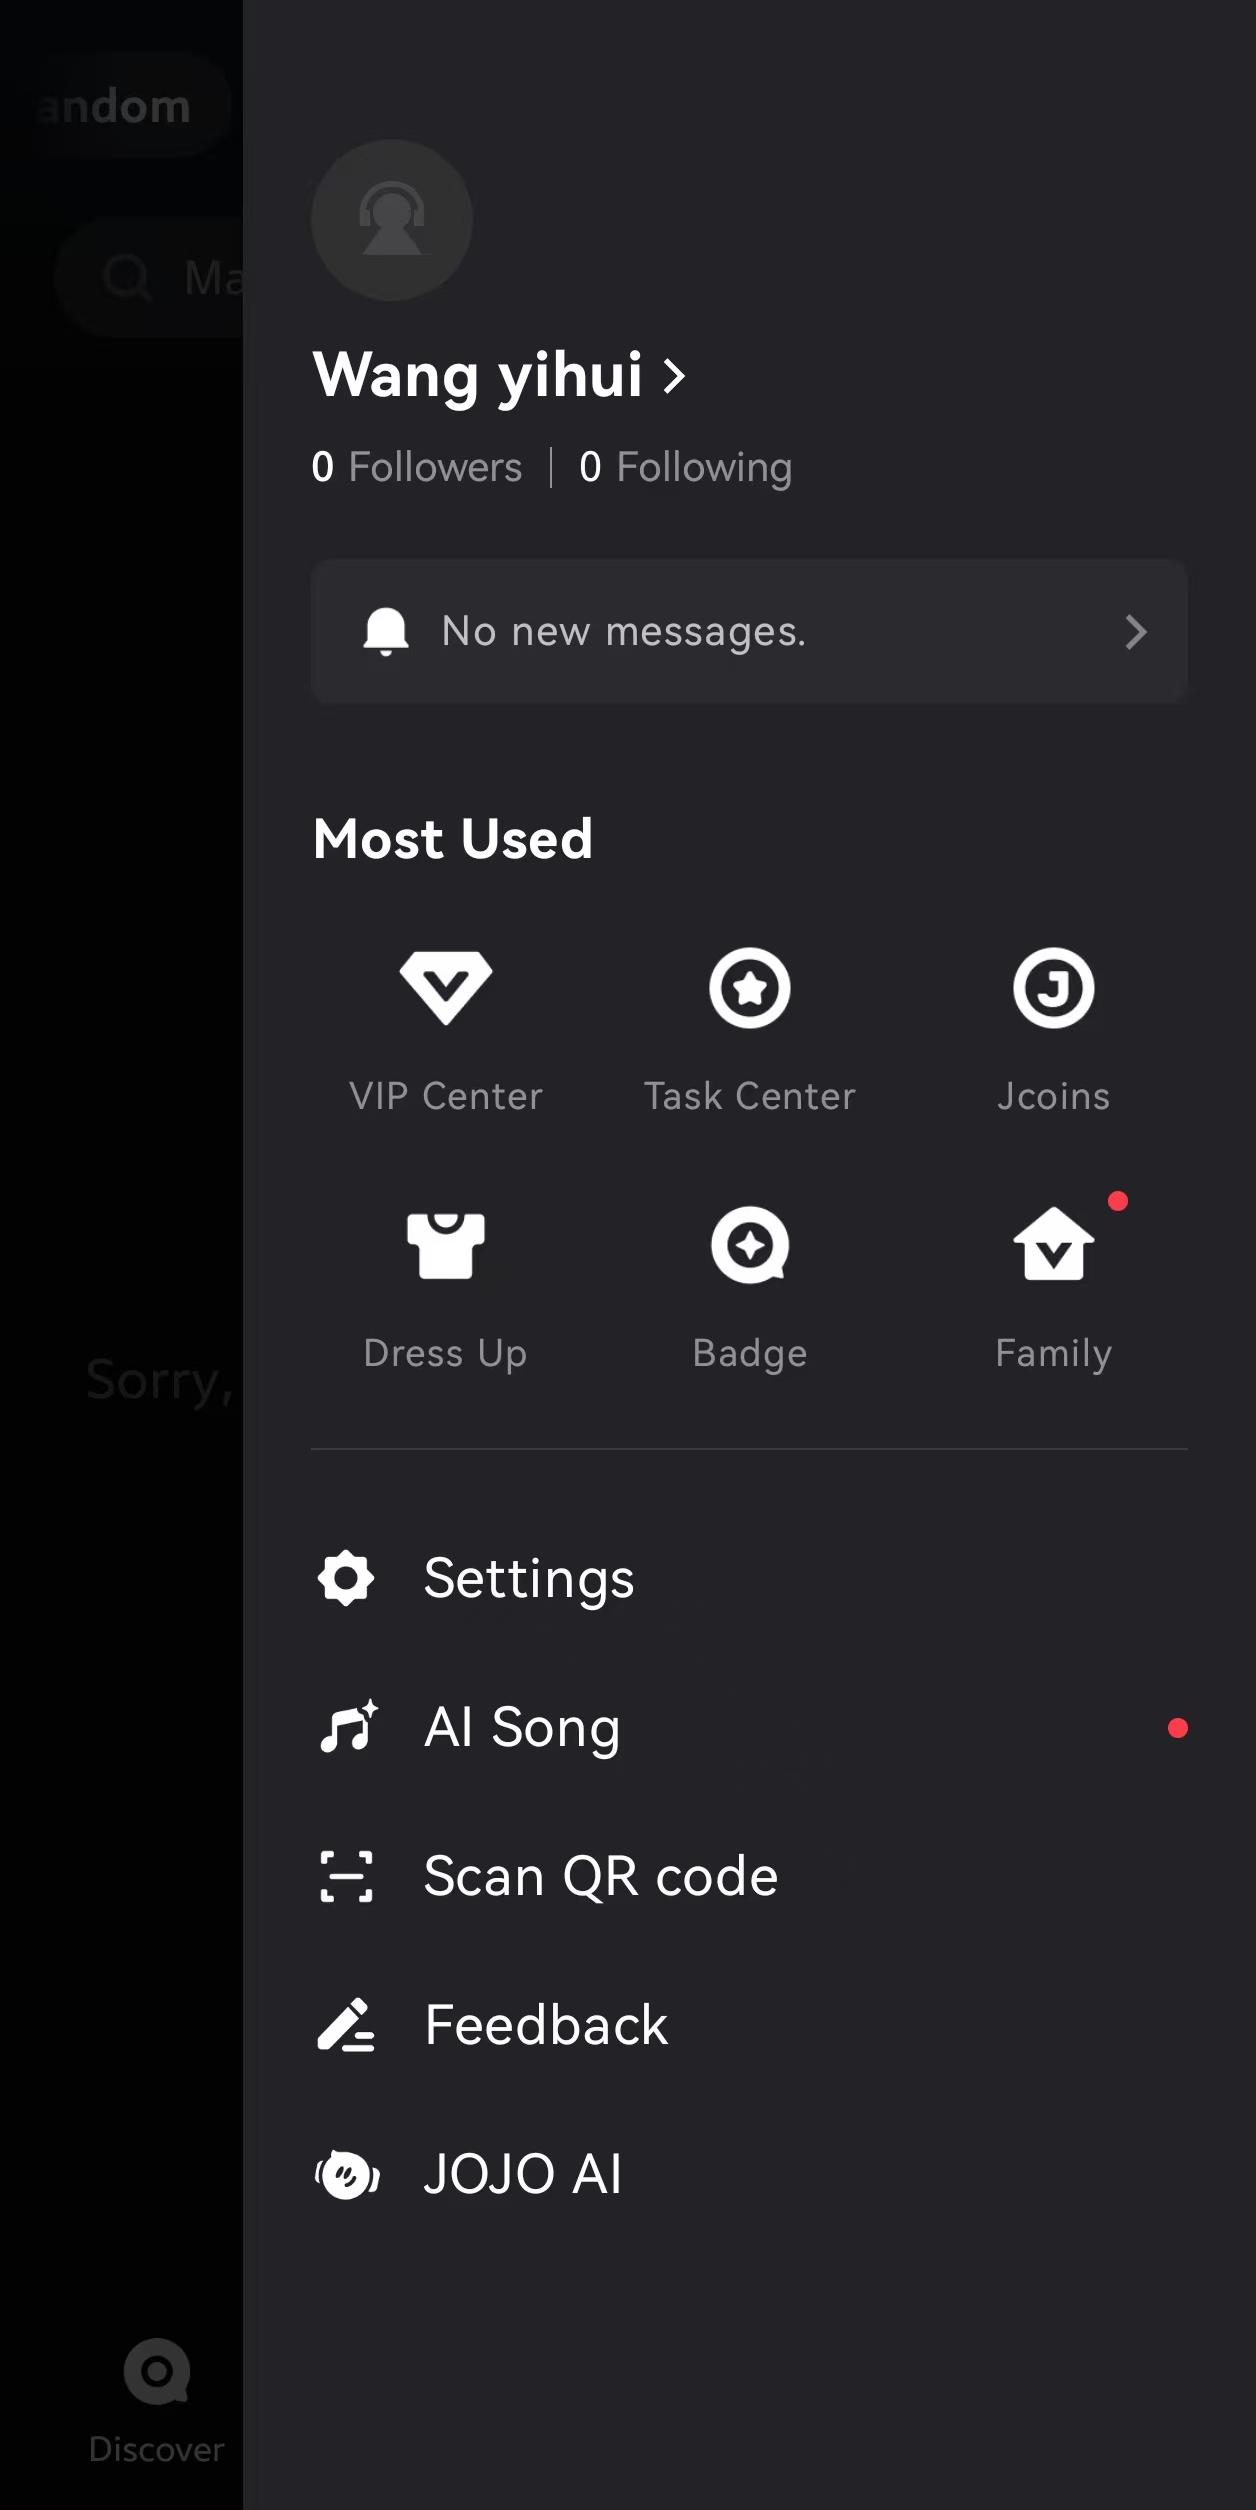 andom
Ma
Wang yihui
0 Followers | 0 Following
No new messages.
Most Used
VIP Center Task Center Jcoins
Dress Up Badge Family
Sorry,
Settings
AI Song
Scan QR code
Feedback
JOJO AI
Discover